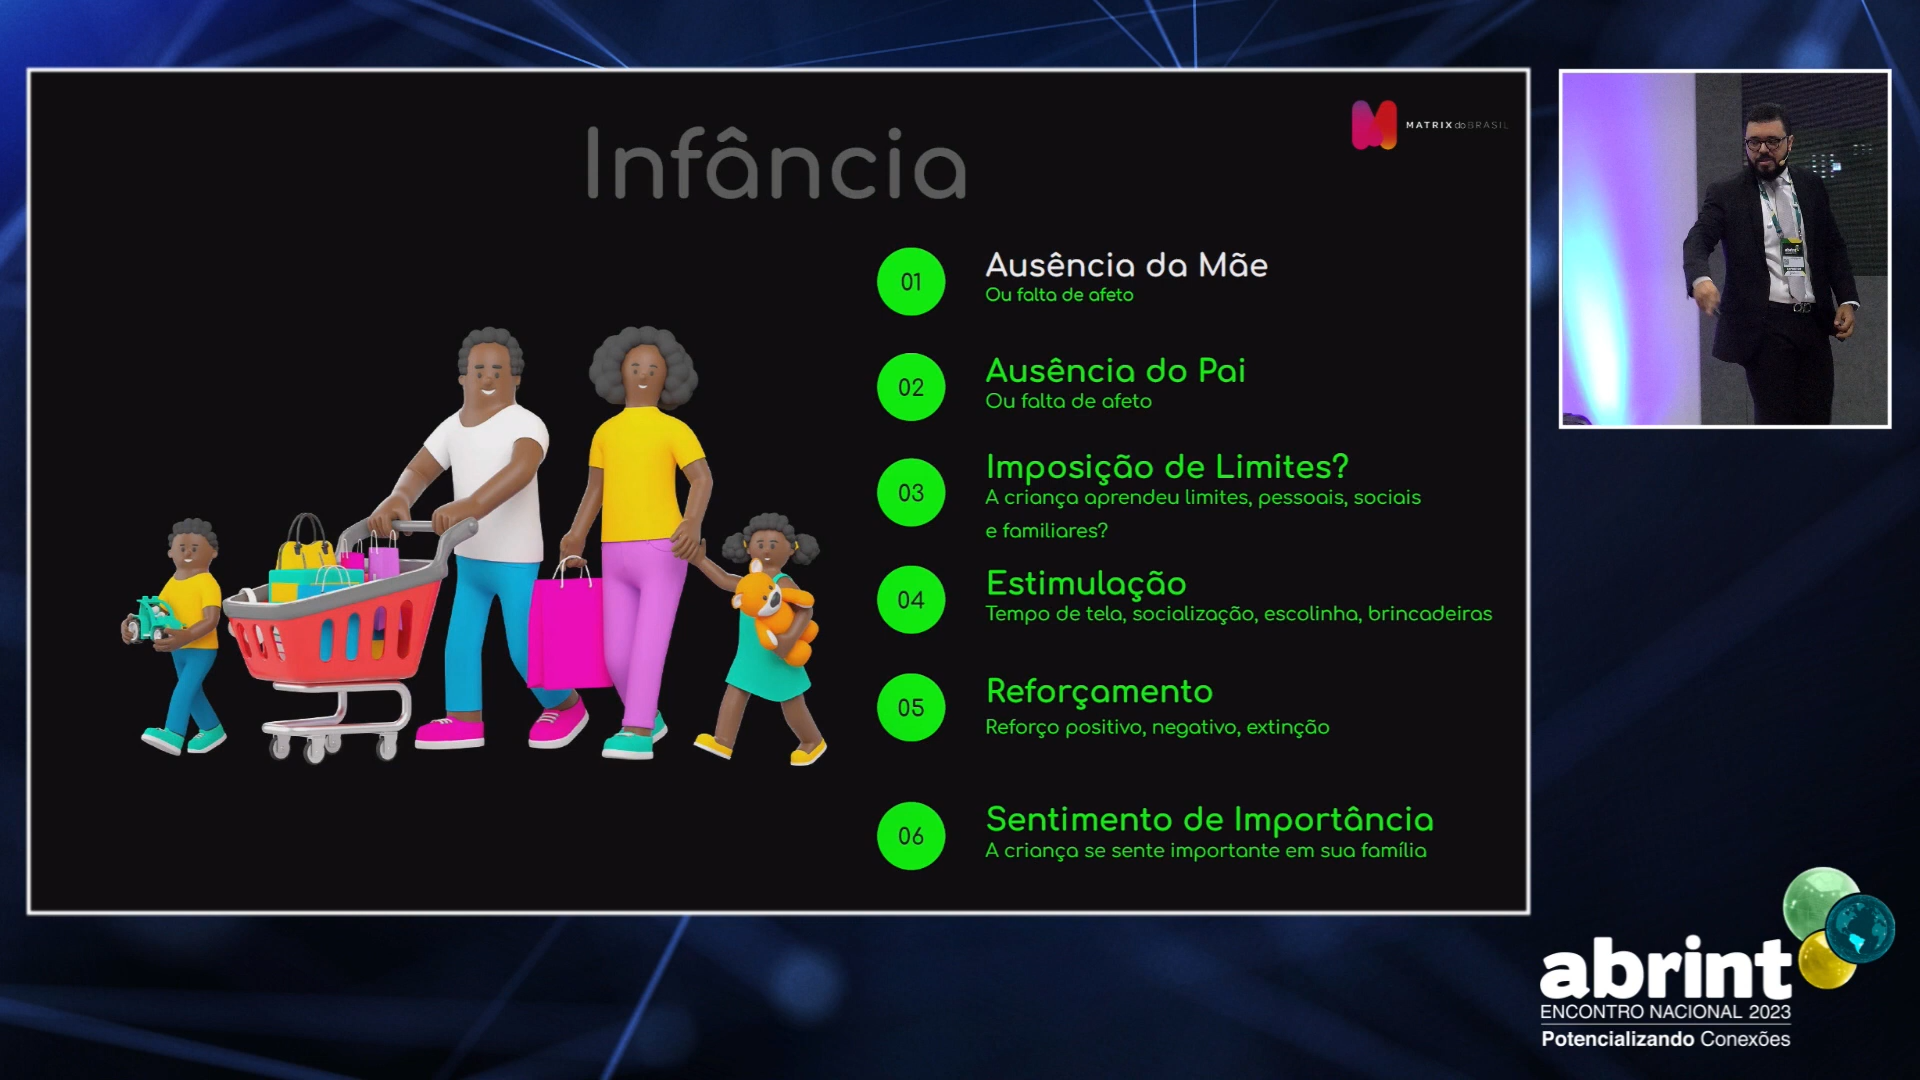 Infância
MATRIX do BRASIL
01
Ausência da Mãe
Ou falta de afeto
02
Ausência do Pai
Ou falta de afeto
03
Imposição de Limites?
A criança aprendeu limites, pessoais, sociais
e familiares?
04
Estimulação
Tempo de tela, socialização, escolinha, brincadeiras
05
Reforçamento
Reforço positivo, negativo, extinção
06
Sentimento de Importância
A criança se sente importante em sua família
abrint
ENCONTRO NACIONAL 2023
Potencializando Conexões